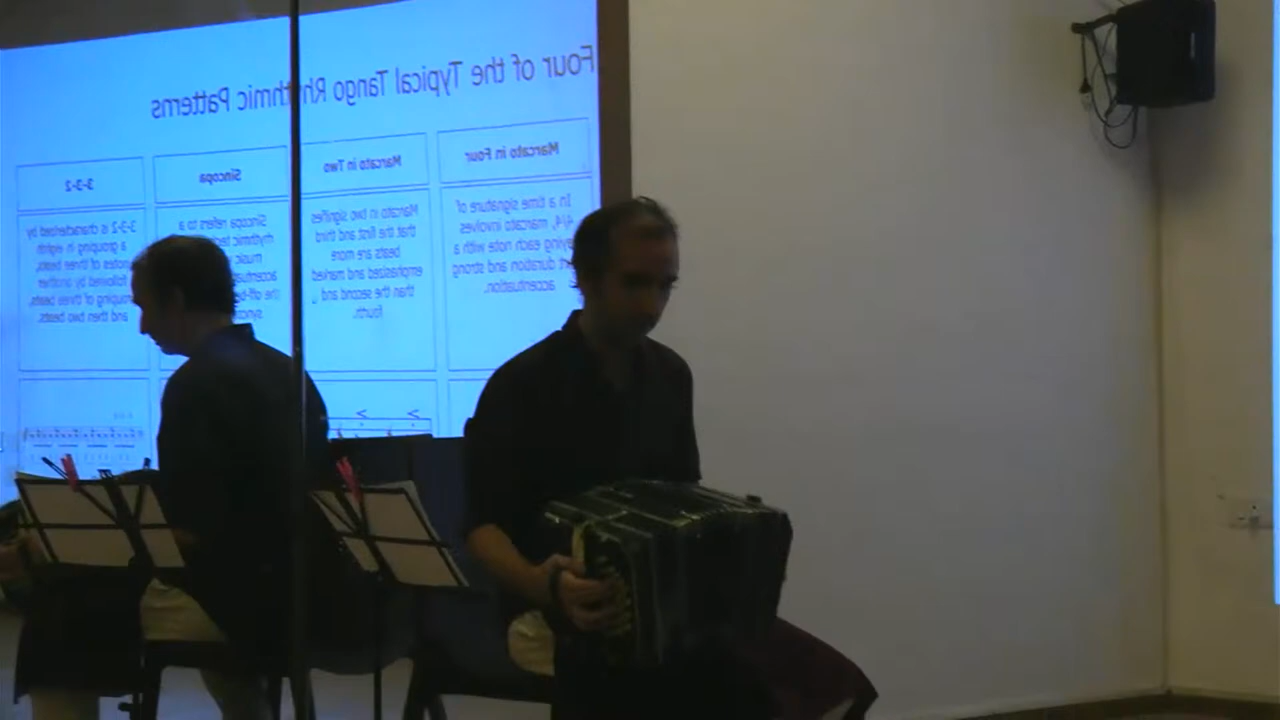 Four of the Typical Tango Rhythmic Patterns
Marcato in Four
In a time signature of
4/4, marcato involves
each note with a
duration and strong
accentuation.
Marcato in Two
Marcato in two signifies
that the first and third
beats are more
emphasized and marked
than the second and
fourth.
Sincopa
Sincopa refers to a
rhythmic
music
the
3-3-2
3-3-2 is characterized by
a grouping in eighth
notes of three beats,
followed by another
grouping of three beats,
and then two beats.